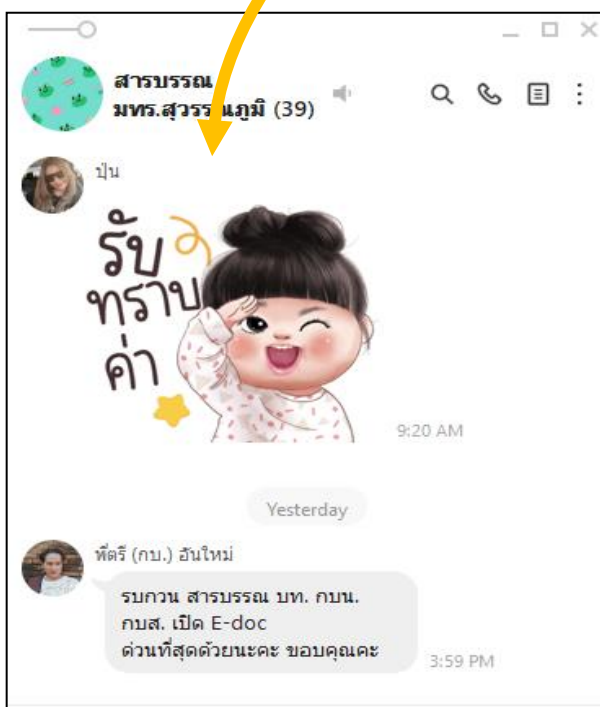 สารบรรณ
มทร.สุวรรณภูมิ (39)
ปุ่น
รับ
ทราบ
ค่า
9:20 AM
Yesterday
พี่ตรี (กบ.) อันใหม่
รบกวน สารบรรณ บท. กบน.
กบส. เปิด E-doc
ด่วนที่สุดด้วยนะคะ ขอบคุณคะ
3:59 PM